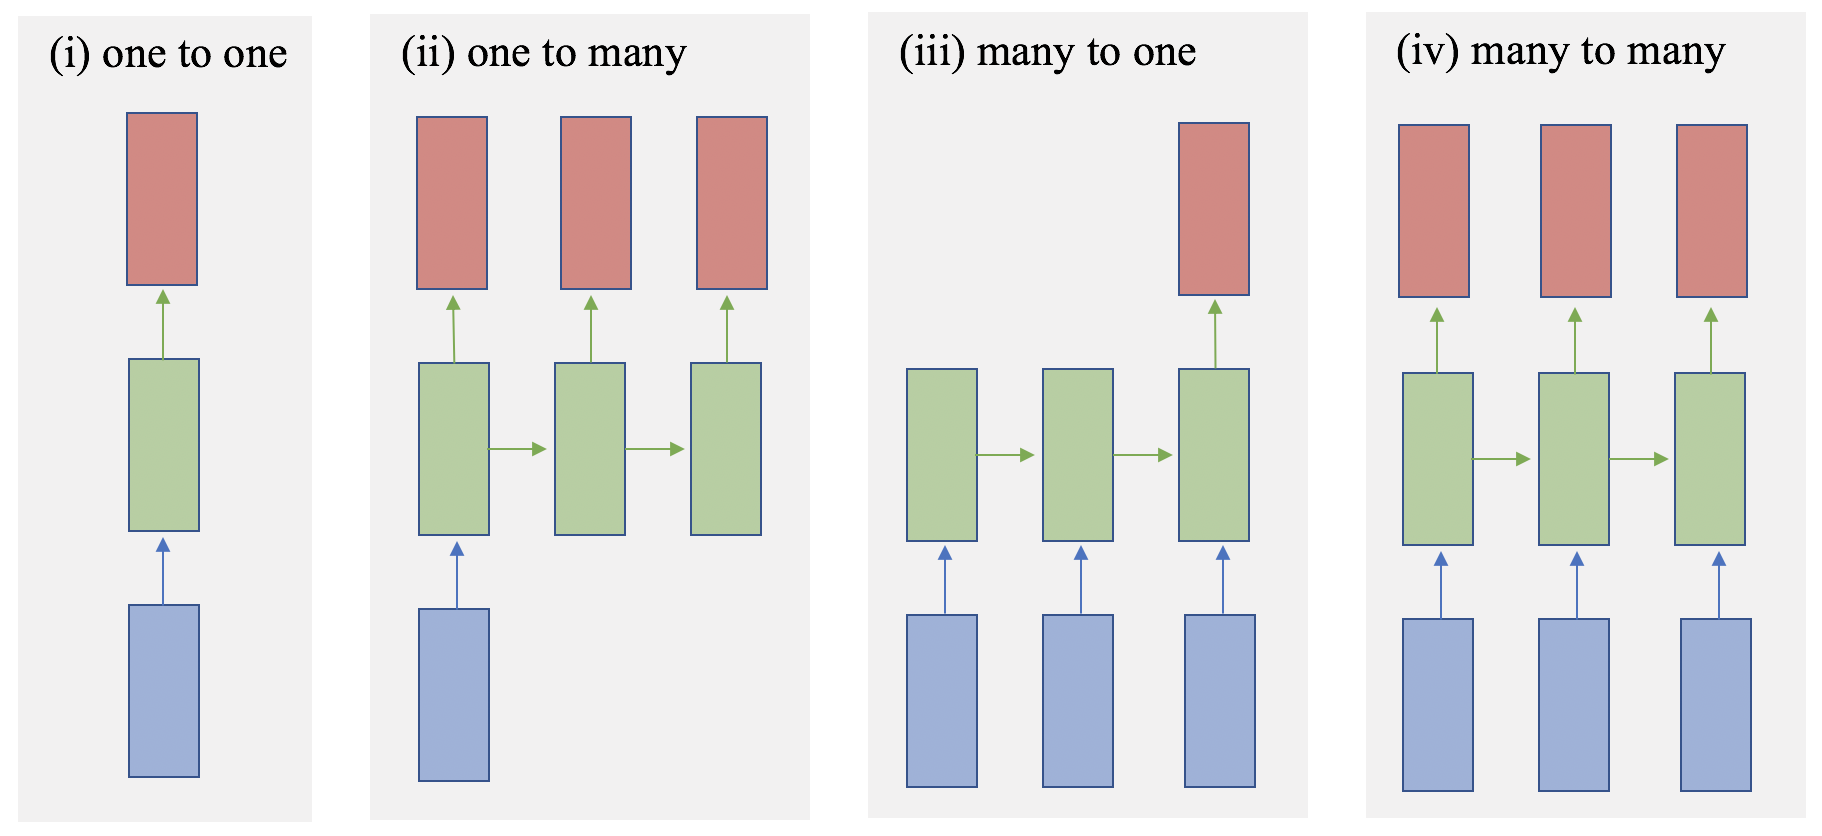 (i) one to one
(ii) one to many
(iii) many to one
(iv) many to many